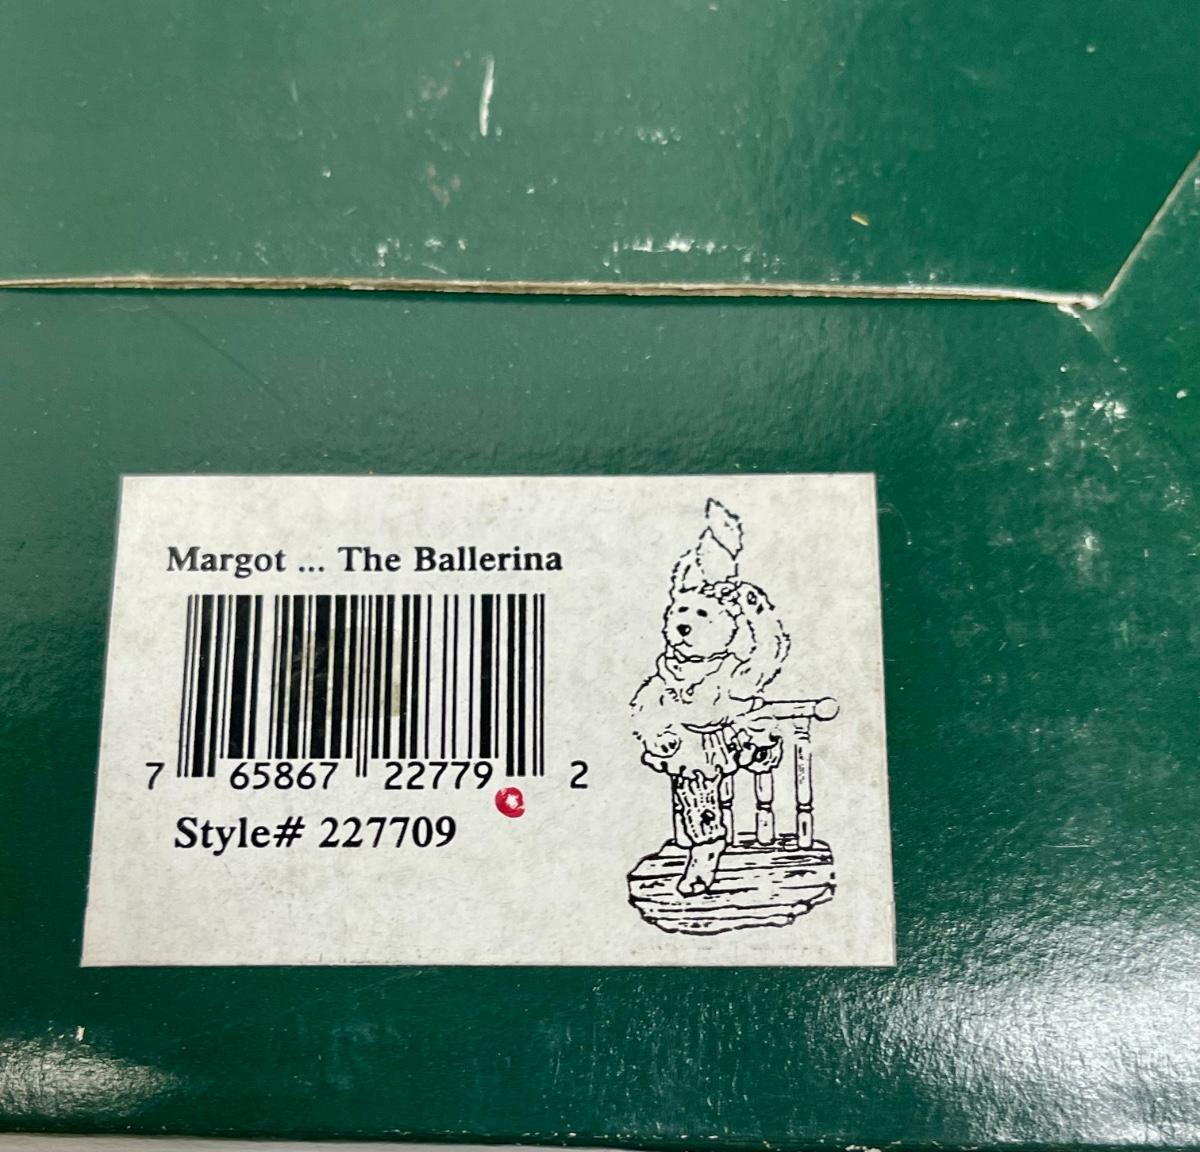 Margot ... The Ballerina
7 65867 22779 2
Style# 227709